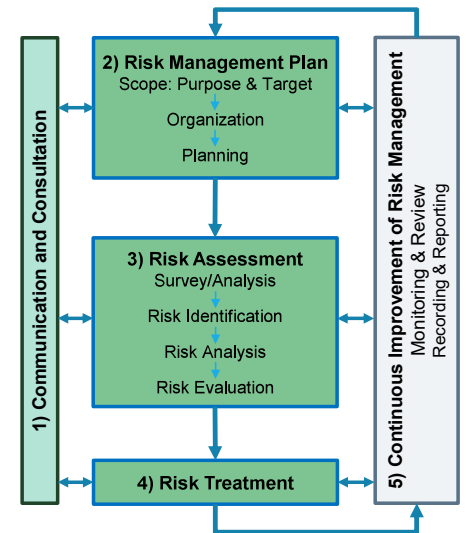 1) Communication and Consultation
2) Risk Management Plan
Scope: Purpose & Target
Organization
Planning
3) Risk Assessment
Survey/Analysis
Risk Identification
Risk Analysis
Risk Evaluation
4) Risk Treatment
5) Continuous Improvement of Risk Management
Monitoring & Review
Recording & Reporting